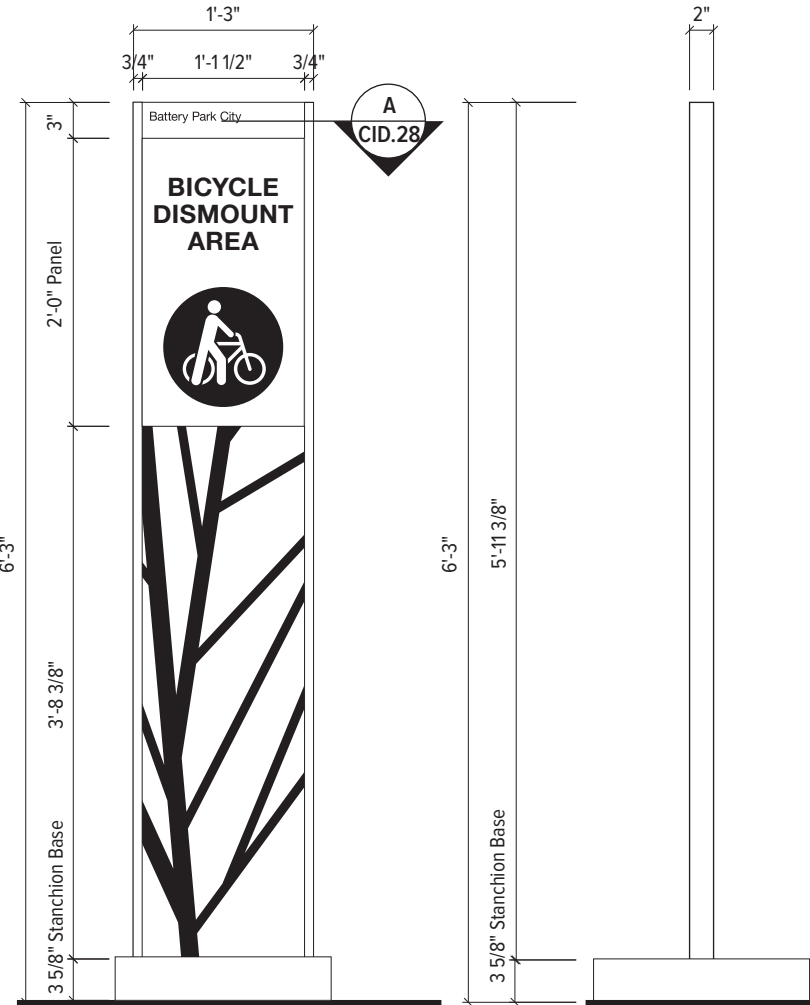 1'-3"
2"
3/4" 1'-1 1/2" 3/4"
3"
Battery Park City
A
CID.28
BICYCLE
DISMOUNT
AREA
2'-0" Panel
6'-3"
3'-8 3/8"
3 5/8" Stanchion Base
6'-3"
5'-11 3/8"
3 5/8" Stanchion Base